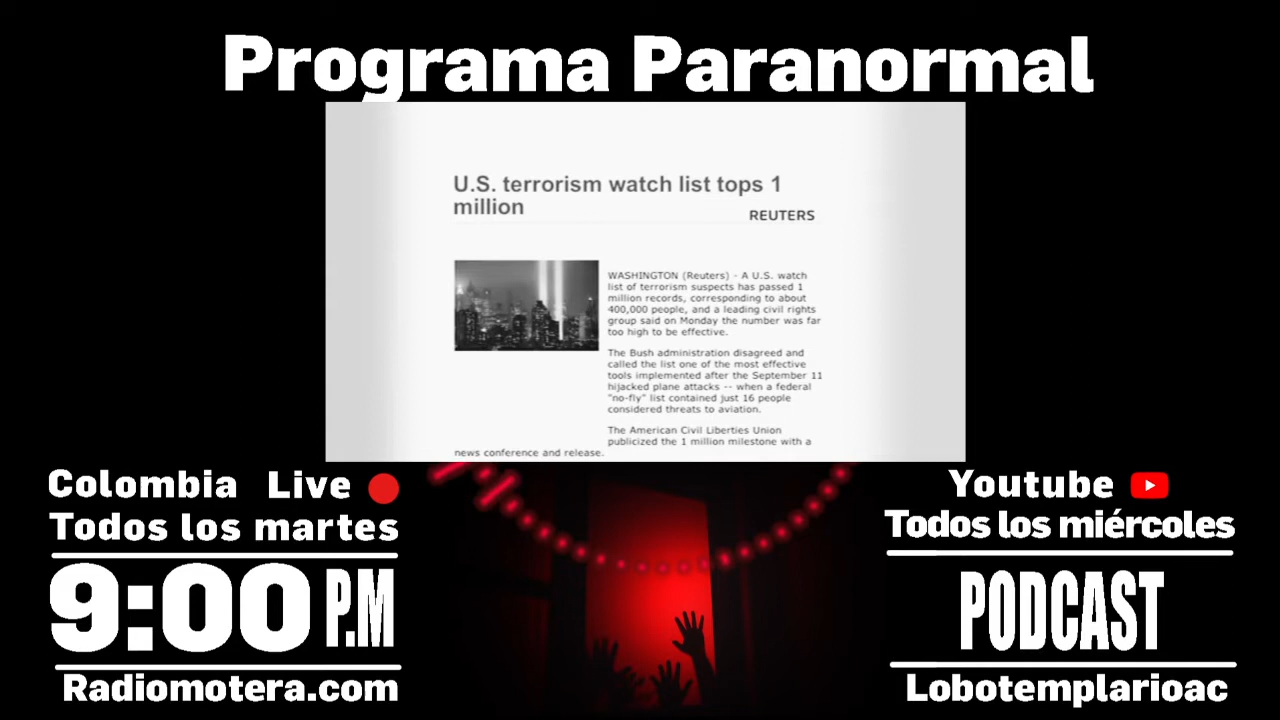 Programa Paranormal
U.S. terrorism watch list tops 1
million
REUTERS
WASHINGTON (Reuters) - A U.S. watch
list of terrorism suspects has passed 1
million records, corresponding to about
400,000 people, and a leading civil rights
group said on Monday the number was far
too high to be effective.
The Bush administration disagreed and
called the list one of the most effective
tools implemented after the September 11
hijacked plane attacks -- when a federal
"no-fly" list contained just 16 people
considered threats to aviation.
The American Civil Liberties Union
publicized the 1 million milestone with a
news conference and release.
Colombia Live
Todos los martes
9:00 P.M
Radiomotera.com
Youtube
Todos los miércoles
PODCAST
Lobotemplarioac